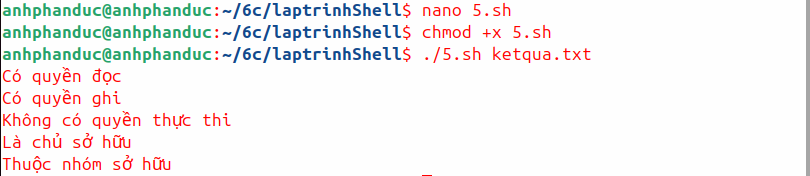 anhphanduc@anhphanduc:~/6c/laptrinhShell$ nano 5.sh
anhphanduc@anhphanduc:~/6c/laptrinhShell$ chmod +x 5.sh
anhphanduc@anhphanduc:~/6c/laptrinhShell$ ./5.sh ketqua.txt
Có quyền đọc
Có quyền ghi
Không có quyền thực thi
Là chủ sở hữu
Thuộc nhóm sở hữu